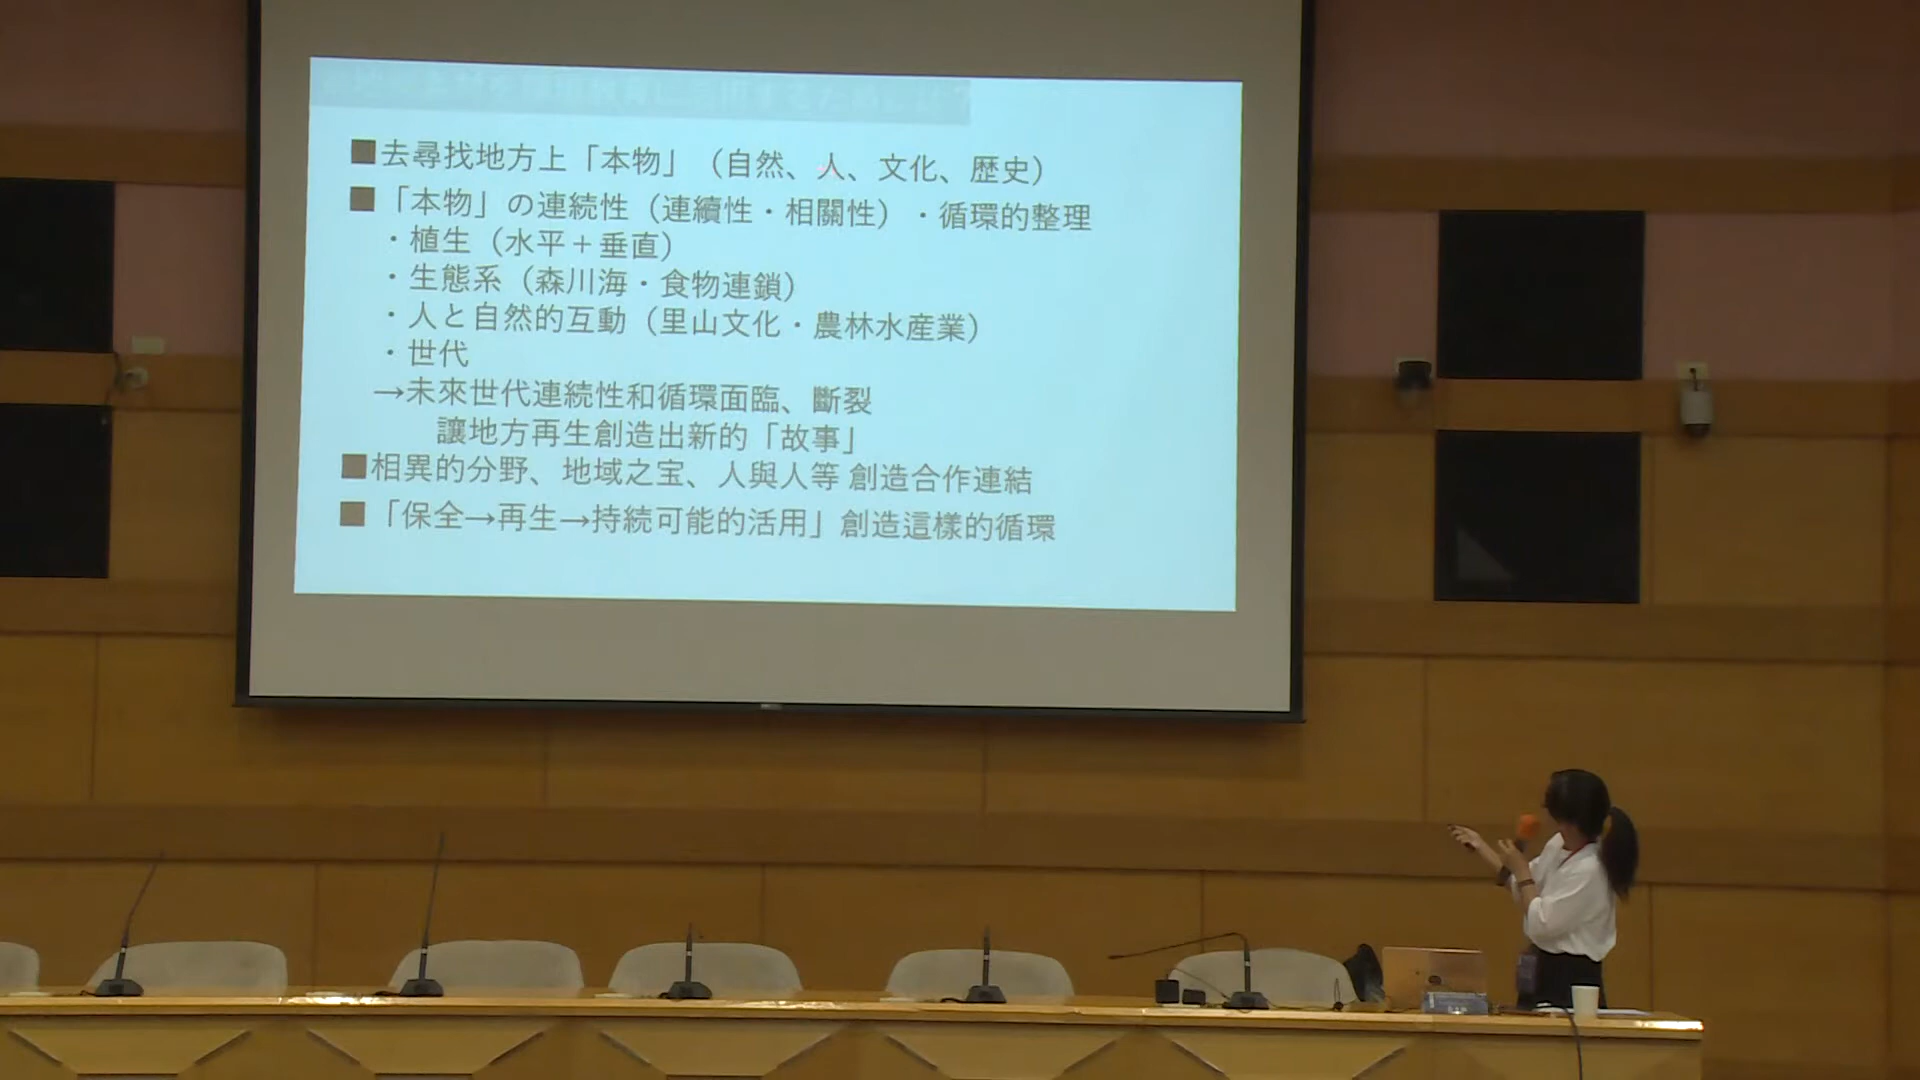 ■去尋找地方上「本物」（自然、人、文化、歴史）
■「本物」の連続性（連續性・相關性）・循環的整理
・植生（水平＋垂直）
・生態系（森川海・食物連鎖）
・人と自然的互動（里山文化・農林水産業）
・世代
→未來世代連続性和循環面臨、斷裂
讓地方再生創造出新的「故事」
■相異的分野、地域之宝、人與人等 創造合作連結
■「保全→再生→持続可能的活用」創造這樣的循環